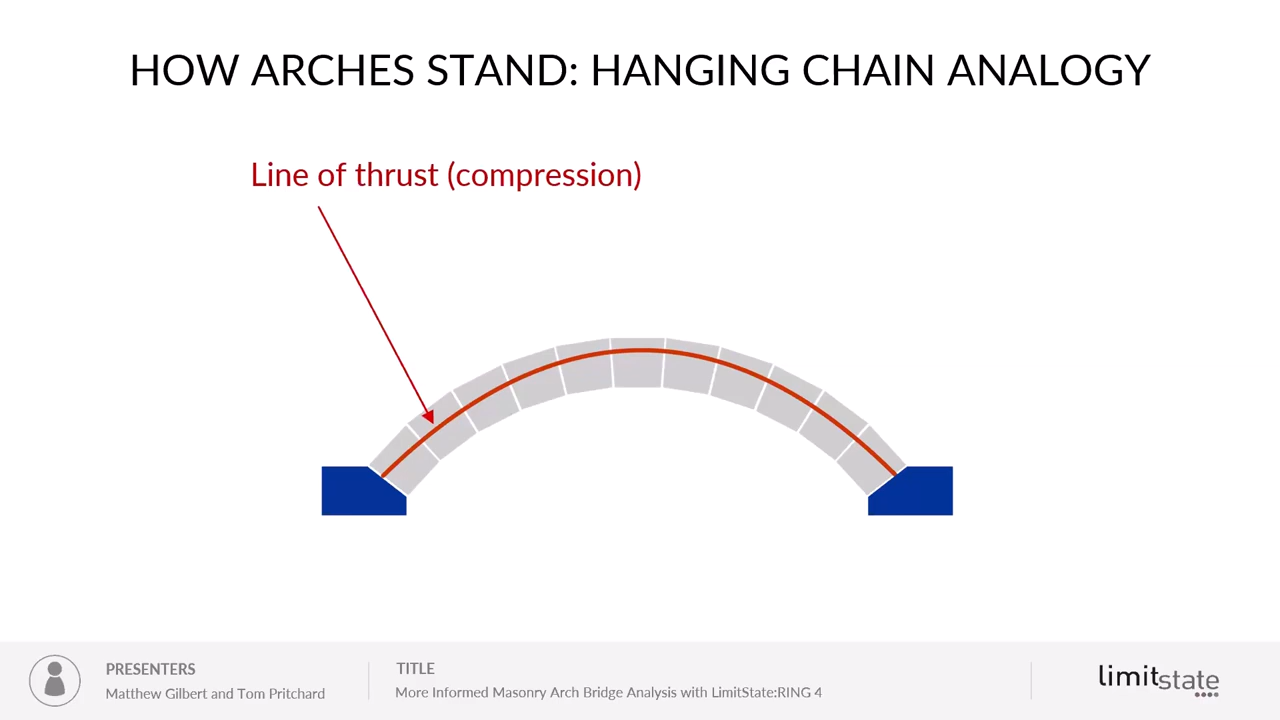 HOW ARCHES STAND: HANGING CHAIN ANALOGY
Line of thrust (compression)
PRESENTERS
Matthew Gilbert and Tom Pritchard
TITLE
More Informed Masonry Arch Bridge Analysis with LimitState:RING 4
limitstate